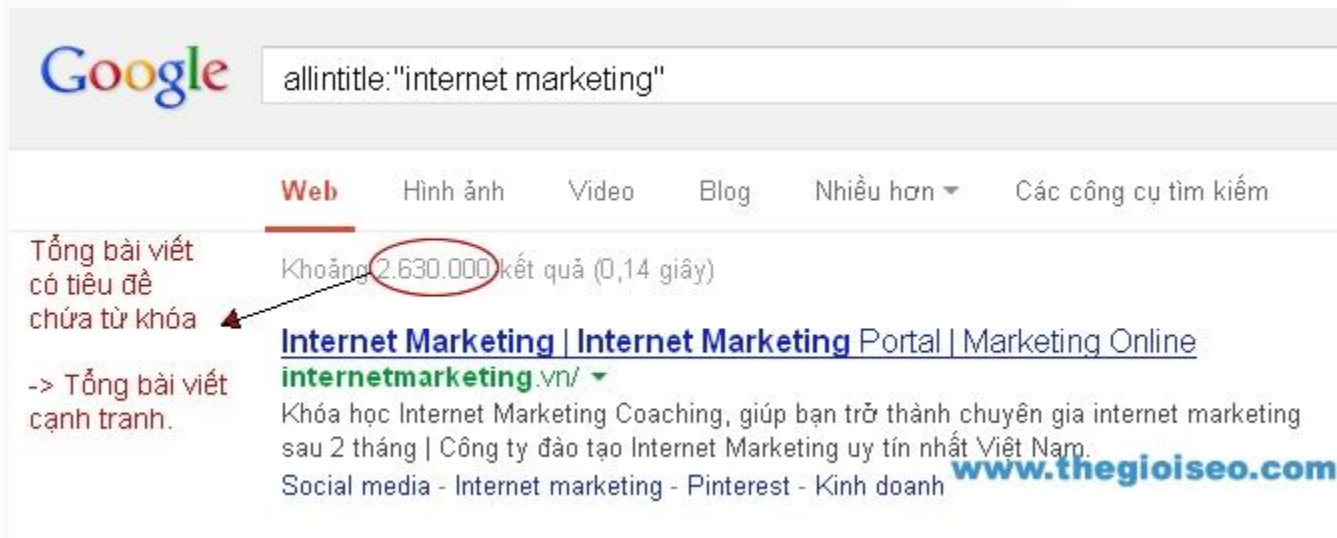 Google
allintitle:"internet marketing"
Web Hình ảnh Video Blog Nhiều hơn Các công cụ tìm kiếm
Tổng bài viết
có tiêu đề
chứa từ khóa
-> Tổng bài viết
cạnh tranh.
Khoảng 2.630.000 kết quả (0,14 giây)
Internet Marketing | Internet Marketing Portal | Marketing Online
internetmarketing.vn/
Khóa học Internet Marketing Coaching, giúp bạn trở thành chuyên gia internet marketing
sau 2 tháng | Công ty đào tạo Internet Marketing uy tín nhất Việt Nam.
www.thegioiseo.com
Social media - Internet marketing - Pinterest - Kinh doanh